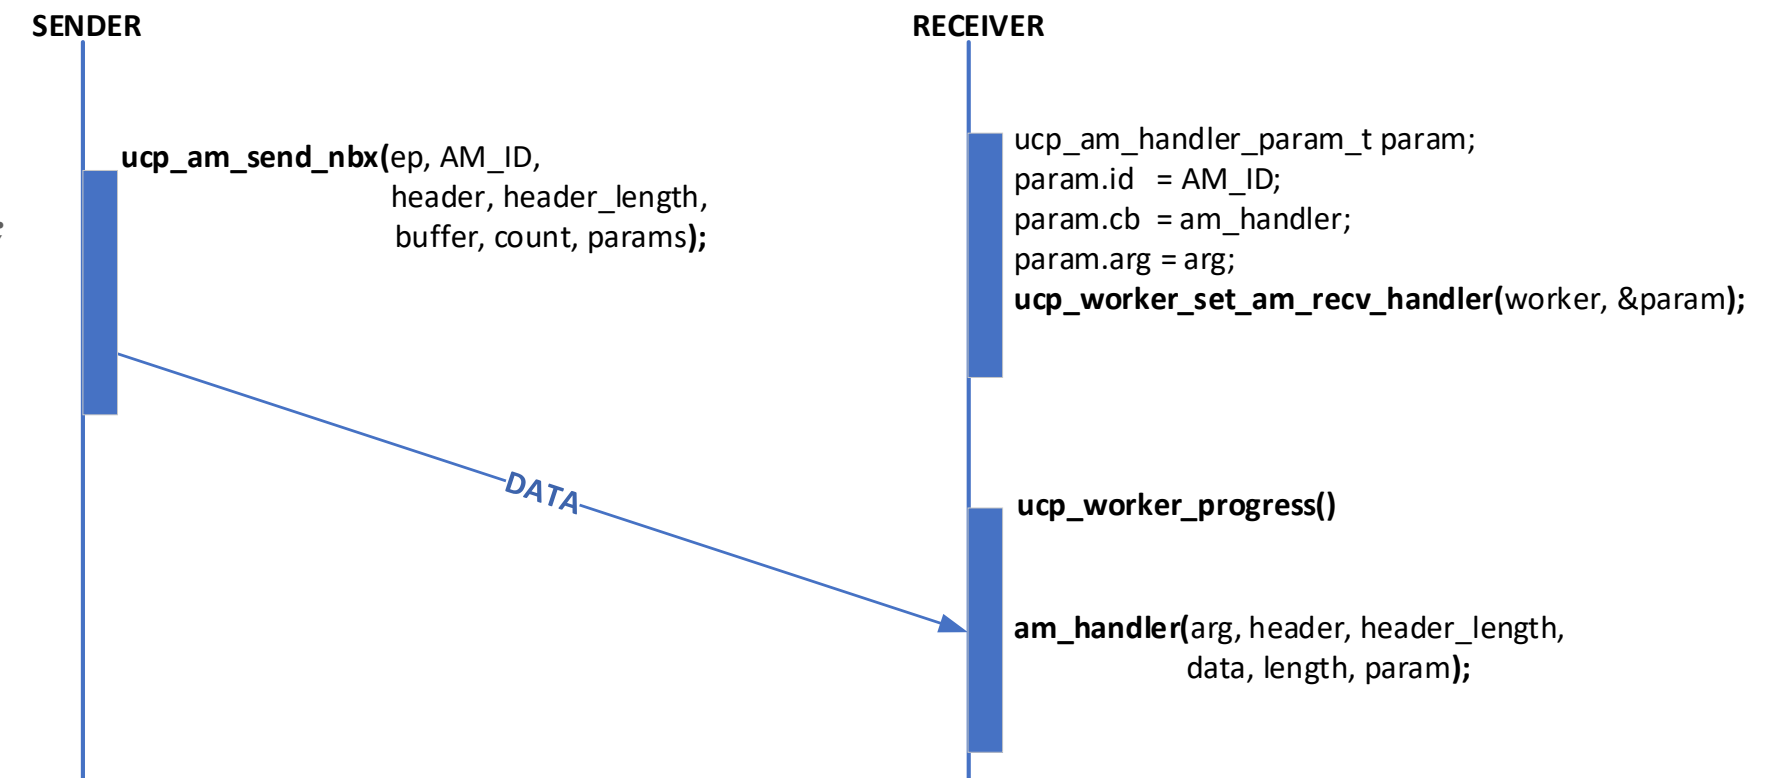 SENDER
RECEIVER
ucp_am_send_nbx(ep, AM_ID,
header, header_length,
buffer, count, params);
ucp_am_handler_param_t param;
param.id = AM_ID;
param.cb = am_handler;
param.arg = arg;
ucp_worker_set_am_recv_handler(worker, &param);
DATA
ucp_worker_progress()
am_handler(arg, header, header_length,
data, length, param);